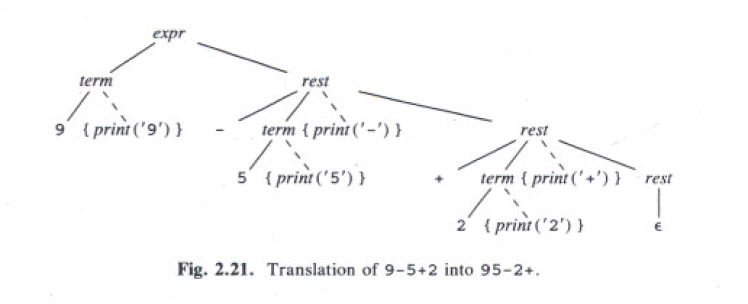 expr
term rest
9 { print('9') } - term { print('-') } rest
5 { print('5') } + term { print('+') } rest
2 { print('2') } ϵ
Fig. 2.21. Translation of 9-5+2 into 95-2+.